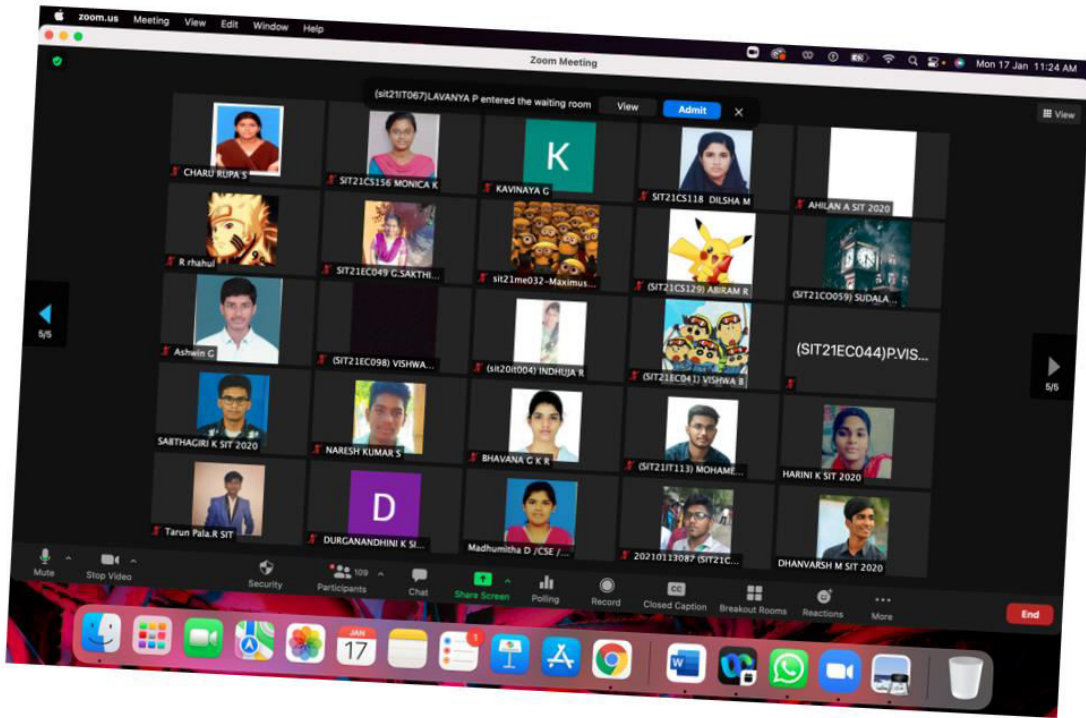 zoom.us Meeting View Edit Window Help
Mon 17 Jan 11:24 AM
Zoom Meeting
(sit21IT067)LAVANYA P entered the waiting room View Admit
View
CHARU RUPA S
SIT21CS156 MONICA K
K
KAVINAYA G
SIT21CS118 DILSHA M
AHILAN A SIT 2020
R rhahul
SIT21EC049 G.SAKTHI...
sit21me032-Maximus...
(SIT21CS129) ABIRAM R
(SIT21CO059) SUDALA...
Ashwin G
(SIT21EC098) VISHWA...
(sit20it004) INDHUJA R
(SIT21EC041) VISHWA B
(SIT21EC044)P.VIS...
5/5
5/5
SABTHAGIRI K SIT 2020
NARESH KUMAR S
BHAVANA G K R
(SIT21IT113) MOHAME...
HARINI K SIT 2020
Tarun Pala.R SIT
D
DURGANANDHINI K SI...
Madhumitha D /CSE /...
20210113087 (SIT21C...
DHANVARSH M SIT 2020
Mute
Stop Video
Security
109
Participants
Chat
Share Screen
Polling
Record
CC
Closed Caption
Breakout Rooms
Reactions
More
End
JAN
17
1
W